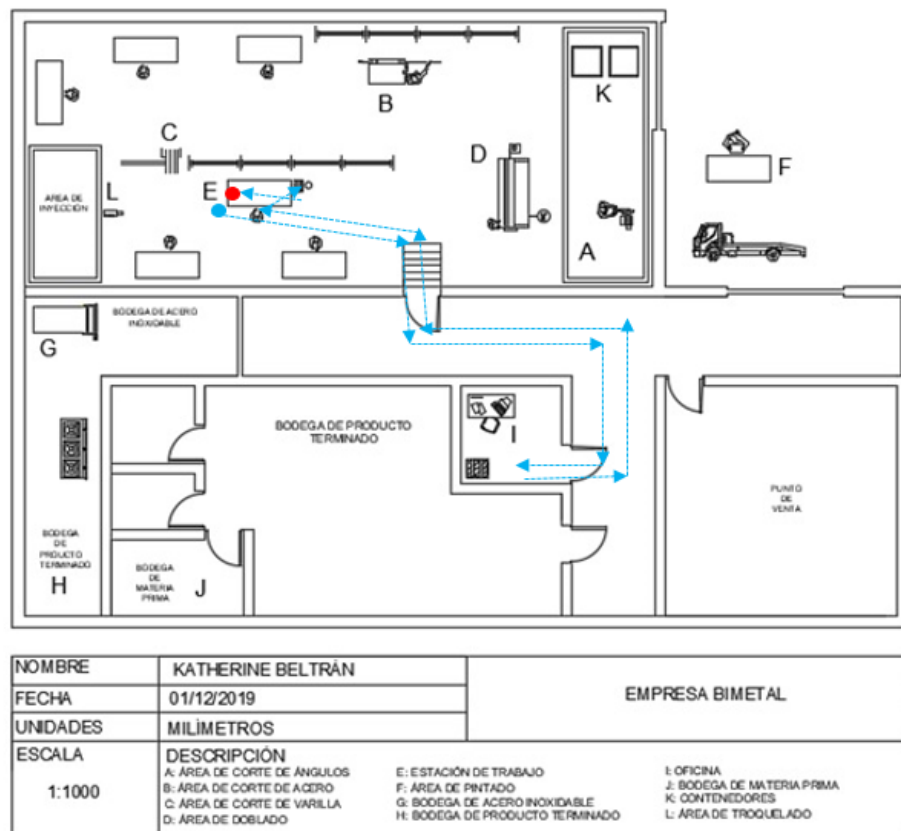 B
K
C
D
F
E
L
AREA DE
INYECCIÓN
A
BODEGA DE ACERO
INOXIDABLE
G
BODEGA DE PRODUCTO
TERMINADO
I
PUNTO
DE
VENTA
BODEGA
DE
PRODUCTO
TERMINADO
H
BODEGA
DE
MATERIA
PRIMA
J
NOMBRE
KATHERINE BELTRÁN
EMPRESA BIMETAL
FECHA
01/12/2019
UNIDADES
MILÌMETROS
ESCALA
1:1000
DESCRIPCIÓN
A: ÁREA DE CORTE DE ÁNGULOS
B: ÁREA DE CORTE DE ACERO
C: ÁREA DE CORTE DE VARILLA
D: ÁREA DE DOBLADO
E: ESTACIÓN DE TRABAJO
F: ÁREA DE PINTADO
G: BODEGA DE ACERO INOXIDABLE
H: BODEGA DE PRODUCTO TERMINADO
I: OFICINA
J: BODEGA DE MATERIA PRIMA
K: CONTENEDORES
L: ÁREA DE TROQUELADO